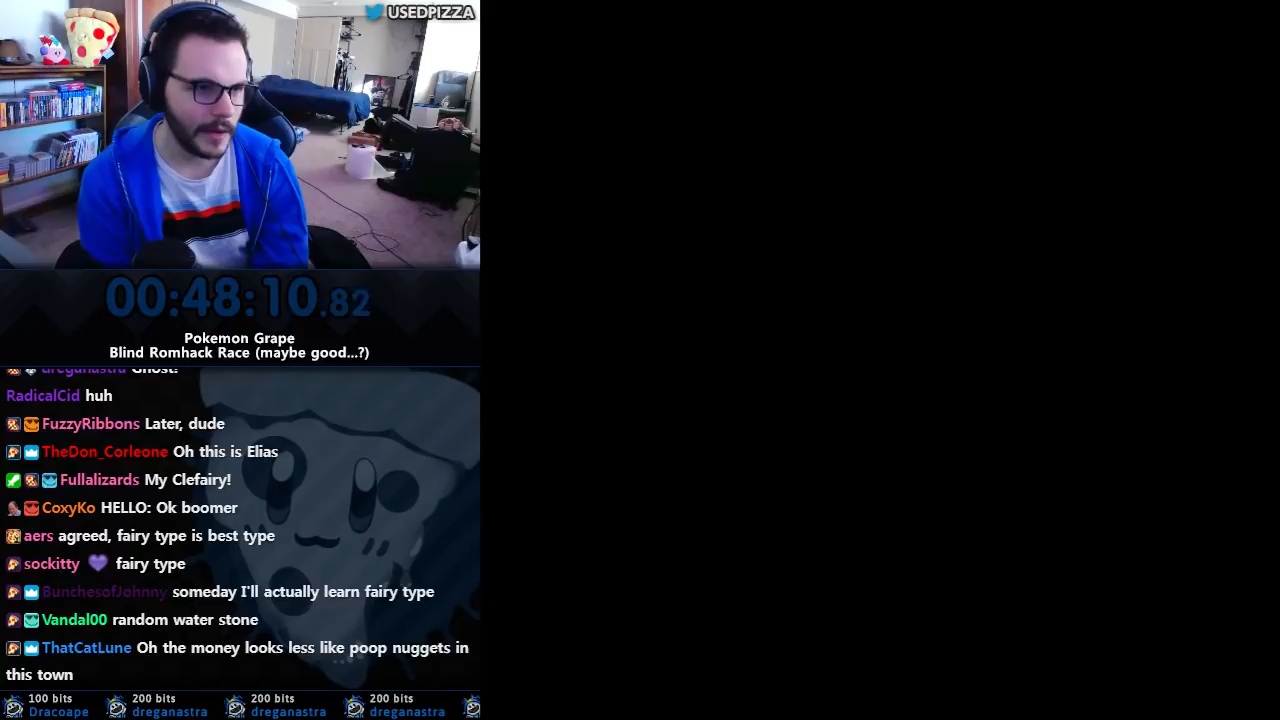 USEDPIZZA
00:48:10.82
Pokemon Grape
Blind Romhack Race (maybe good...?)
dreganastra Ghost!
RadicalCid huh
FuzzyRibbons Later, dude
TheDon_Corleone Oh this is Elias
Fullalizards My Clefairy!
CoxyKo HELLO: Ok boomer
aers agreed, fairy type is best type
sockitty 💜 fairy type
BunchesofJohnny someday I'll actually learn fairy type
Vandal00 random water stone
ThatCatLune Oh the money looks less like poop nuggets in
this town
100 bits 200 bits 200 bits 200 bits
Dracoape dreganastra dreganastra dreganastra